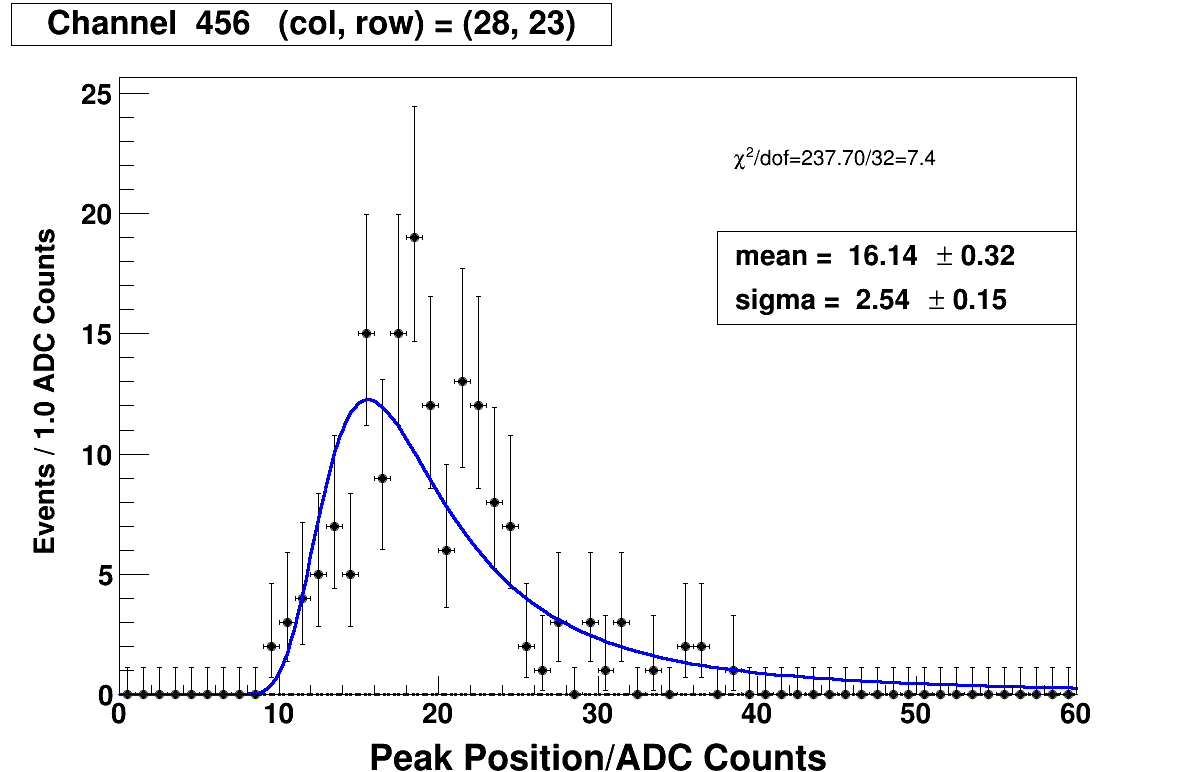 Channel 456 (col, row) = (28, 23)
25
20
15
10
5
0
Events / 1.0 ADC Counts
χ²/dof=237.70/32=7.4
mean = 16.14 ± 0.32
sigma = 2.54 ± 0.15
0 10 20 30 40 50 60
Peak Position/ADC Counts